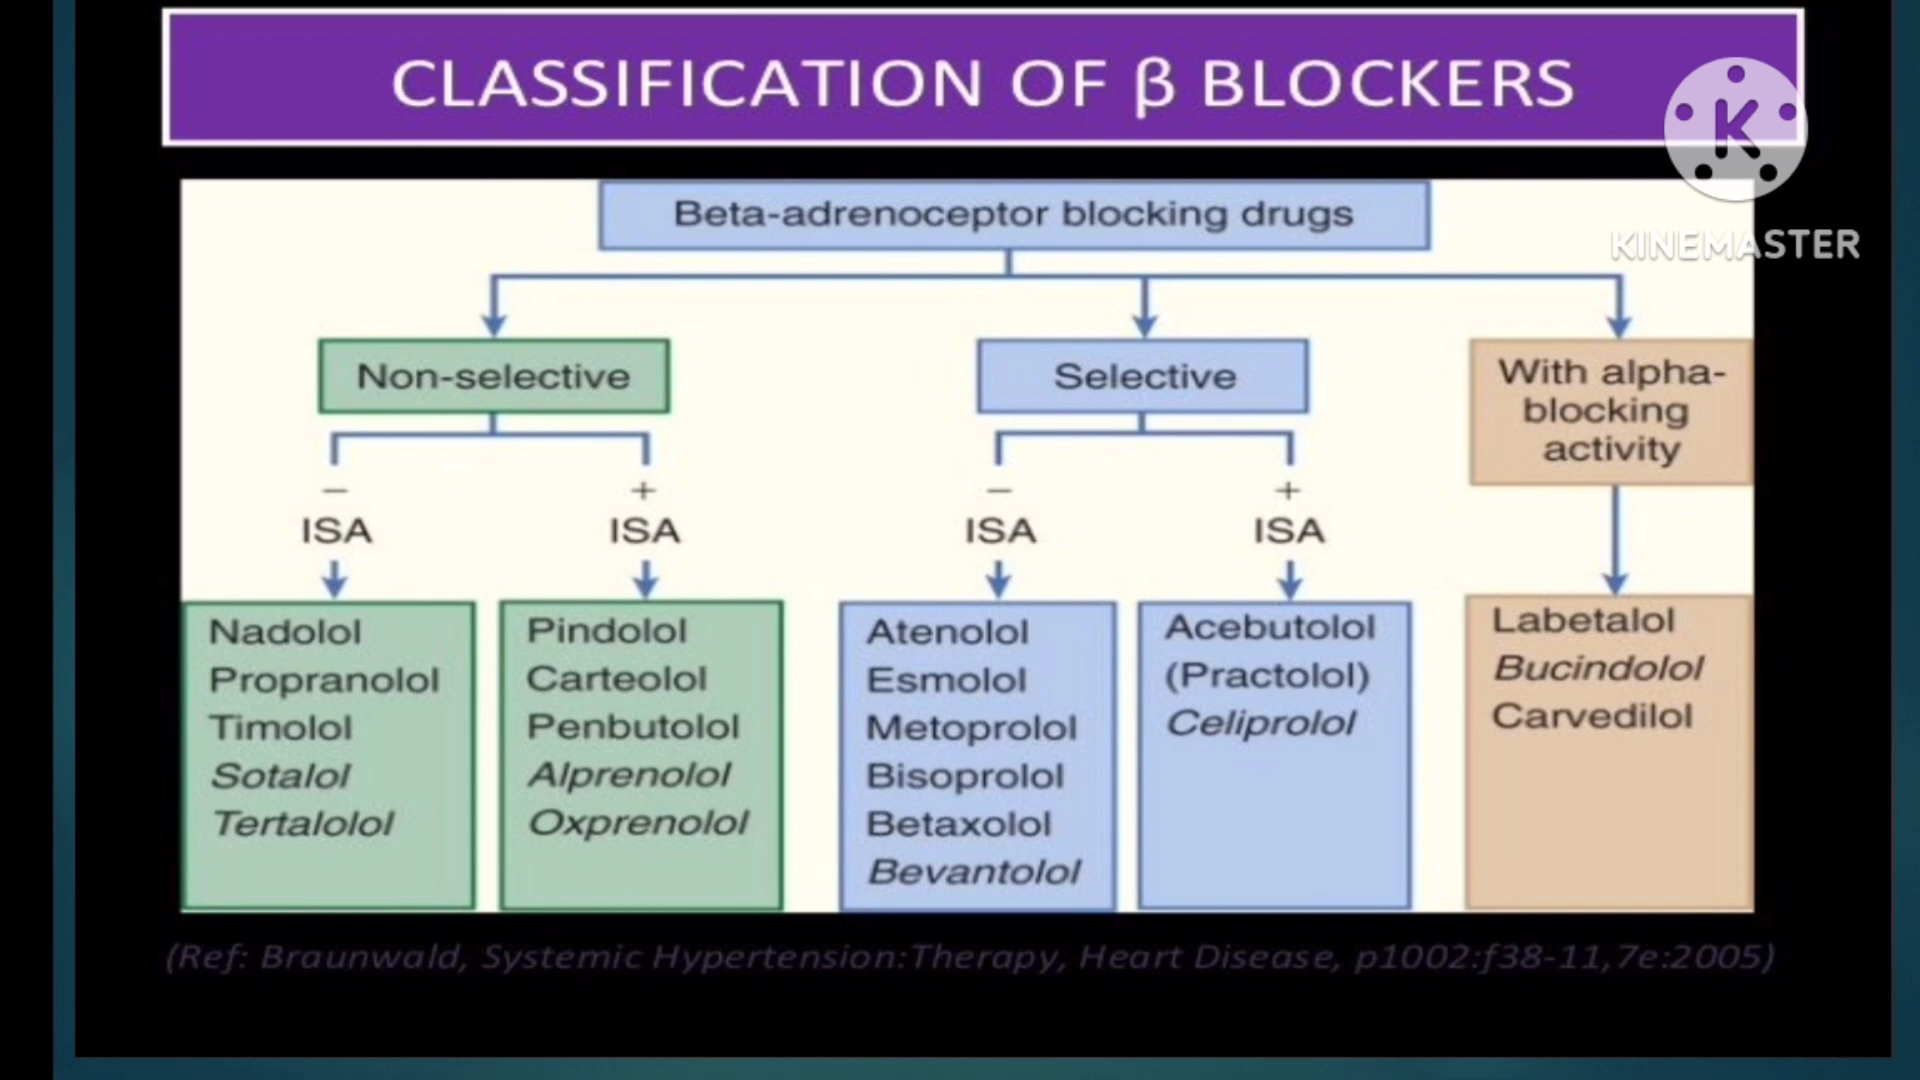 CLASSIFICATION OF β BLOCKERS
K
KINEMASTER
Beta-adrenoceptor blocking drugs
Non-selective
Selective
With alpha-
blocking
activity
–
ISA
+
ISA
–
ISA
+
ISA
Nadolol
Propranolol
Timolol
Sotalol
Tertalolol
Pindolol
Carteolol
Penbutolol
Alprenolol
Oxprenolol
Atenolol
Esmolol
Metoprolol
Bisoprolol
Betaxolol
Bevantolol
Acebutolol
(Practolol)
Celiprolol
Labetalol
Bucindolol
Carvedilol
(Ref: Braunwald, Systemic Hypertension:Therapy, Heart Disease, p1002:f38-11,7e:2005)